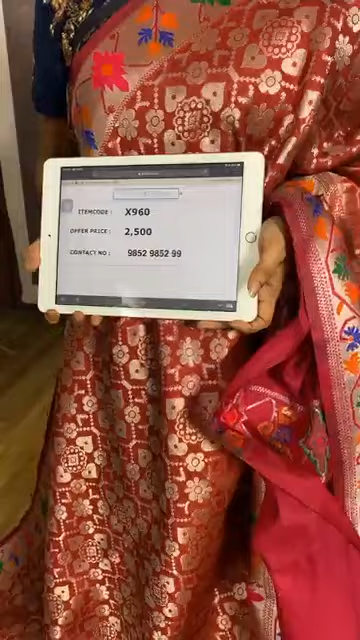 ITEMCODE : X960
OFFER PRICE : 2,500
CONTACT NO : 9852 9852 99